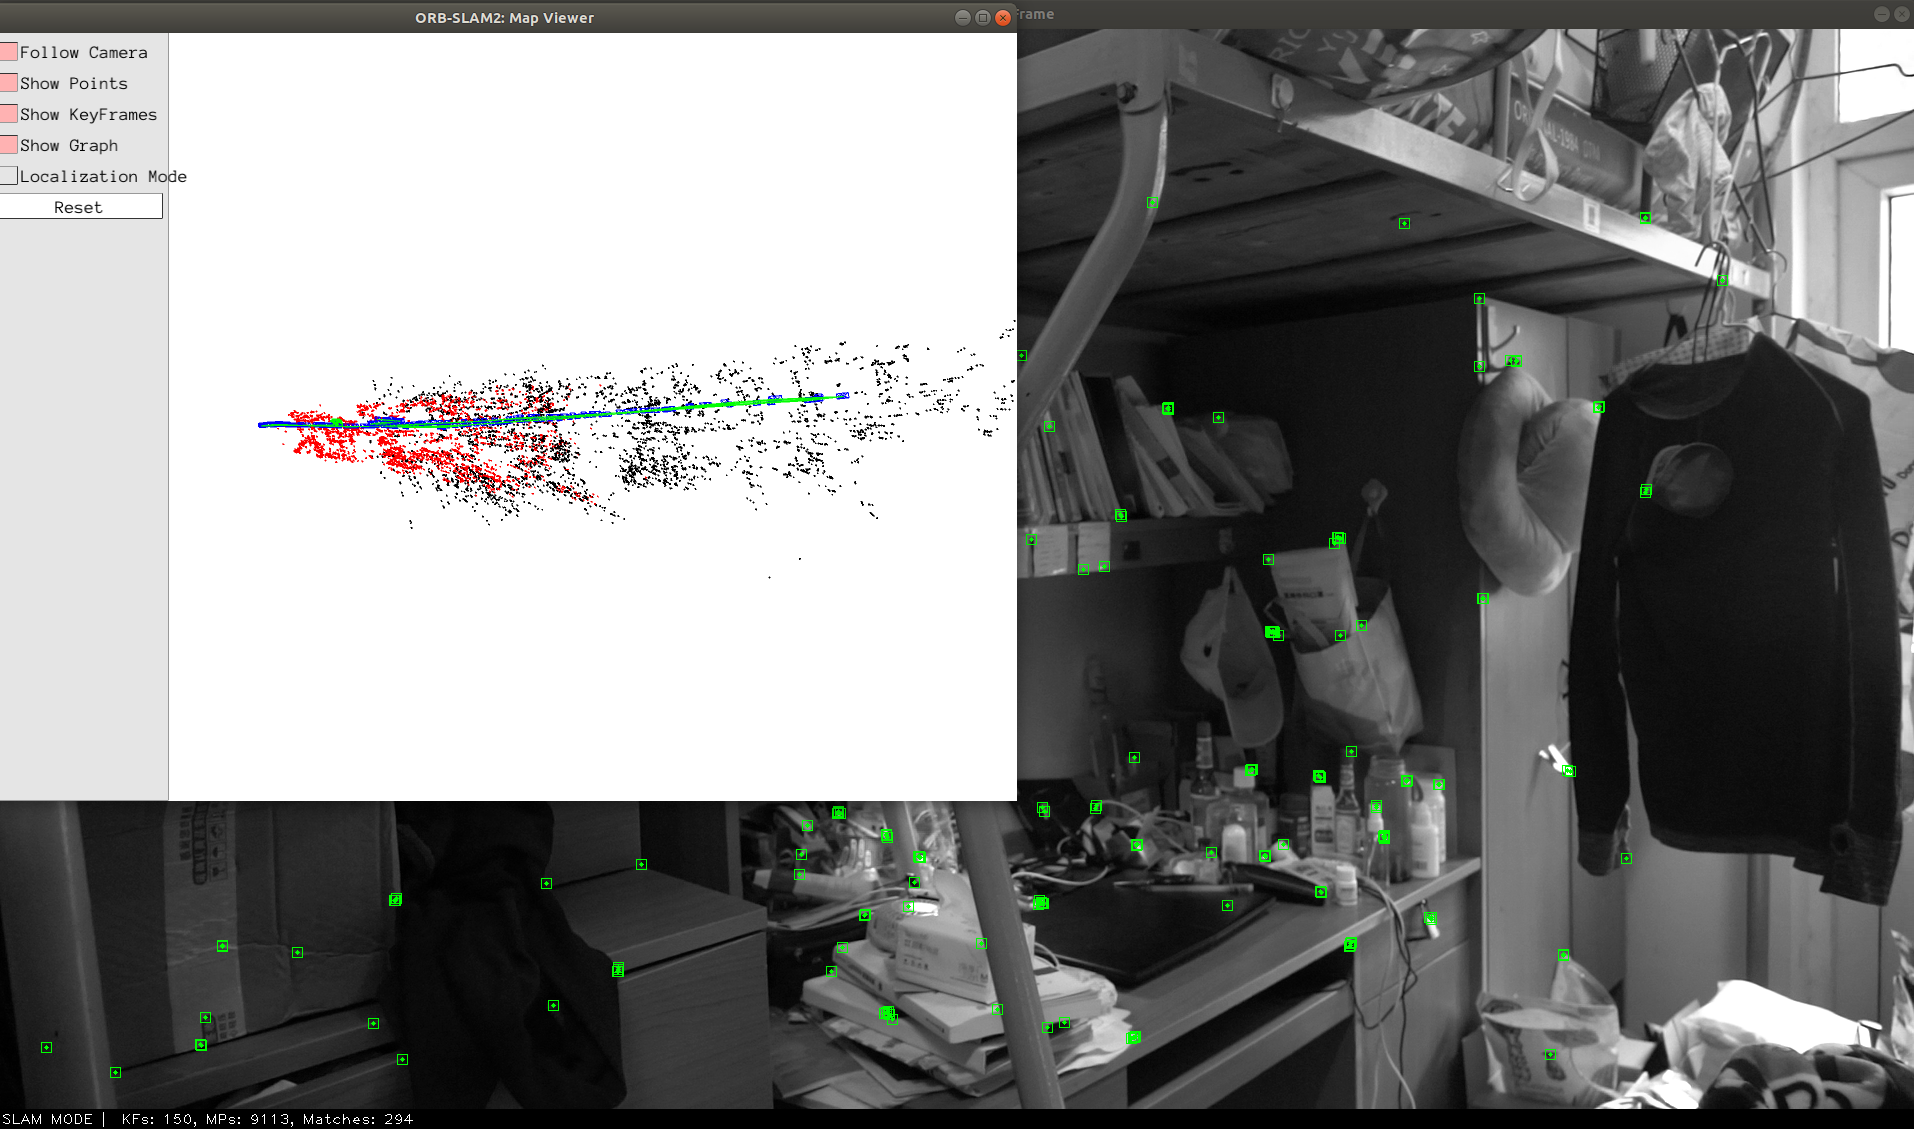 ORB-SLAM2: Map Viewer
Frame
Follow Camera
Show Points
Show KeyFrames
Show Graph
Localization Mode
Reset
SLAM MODE | KFs: 150, MPs: 9113, Matches: 294